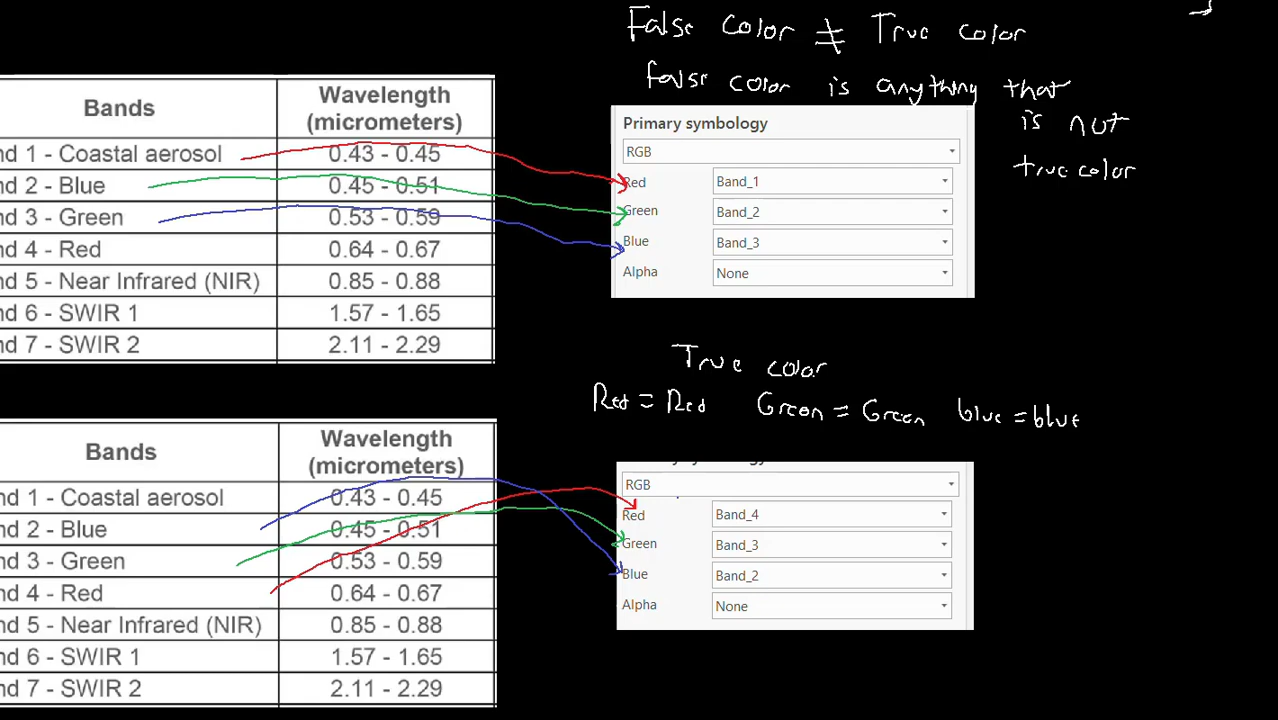 False color ≠ True color
false color is anything that
is not
true color
Bands Wavelength
(micrometers)
nd 1 - Coastal aerosol 0.43 - 0.45
nd 2 - Blue 0.45 - 0.51
nd 3 - Green 0.53 - 0.59
nd 4 - Red 0.64 - 0.67
nd 5 - Near Infrared (NIR) 0.85 - 0.88
nd 6 - SWIR 1 1.57 - 1.65
nd 7 - SWIR 2 2.11 - 2.29
Primary symbology
RGB
Red Band_1
Green Band_2
Blue Band_3
Alpha None
True color
Red = Red Green = Green blue = blue
Bands Wavelength
(micrometers)
nd 1 - Coastal aerosol 0.43 - 0.45
nd 2 - Blue 0.45 - 0.51
nd 3 - Green 0.53 - 0.59
nd 4 - Red 0.64 - 0.67
nd 5 - Near Infrared (NIR) 0.85 - 0.88
nd 6 - SWIR 1 1.57 - 1.65
nd 7 - SWIR 2 2.11 - 2.29
RGB
Red Band_4
Green Band_3
Blue Band_2
Alpha None